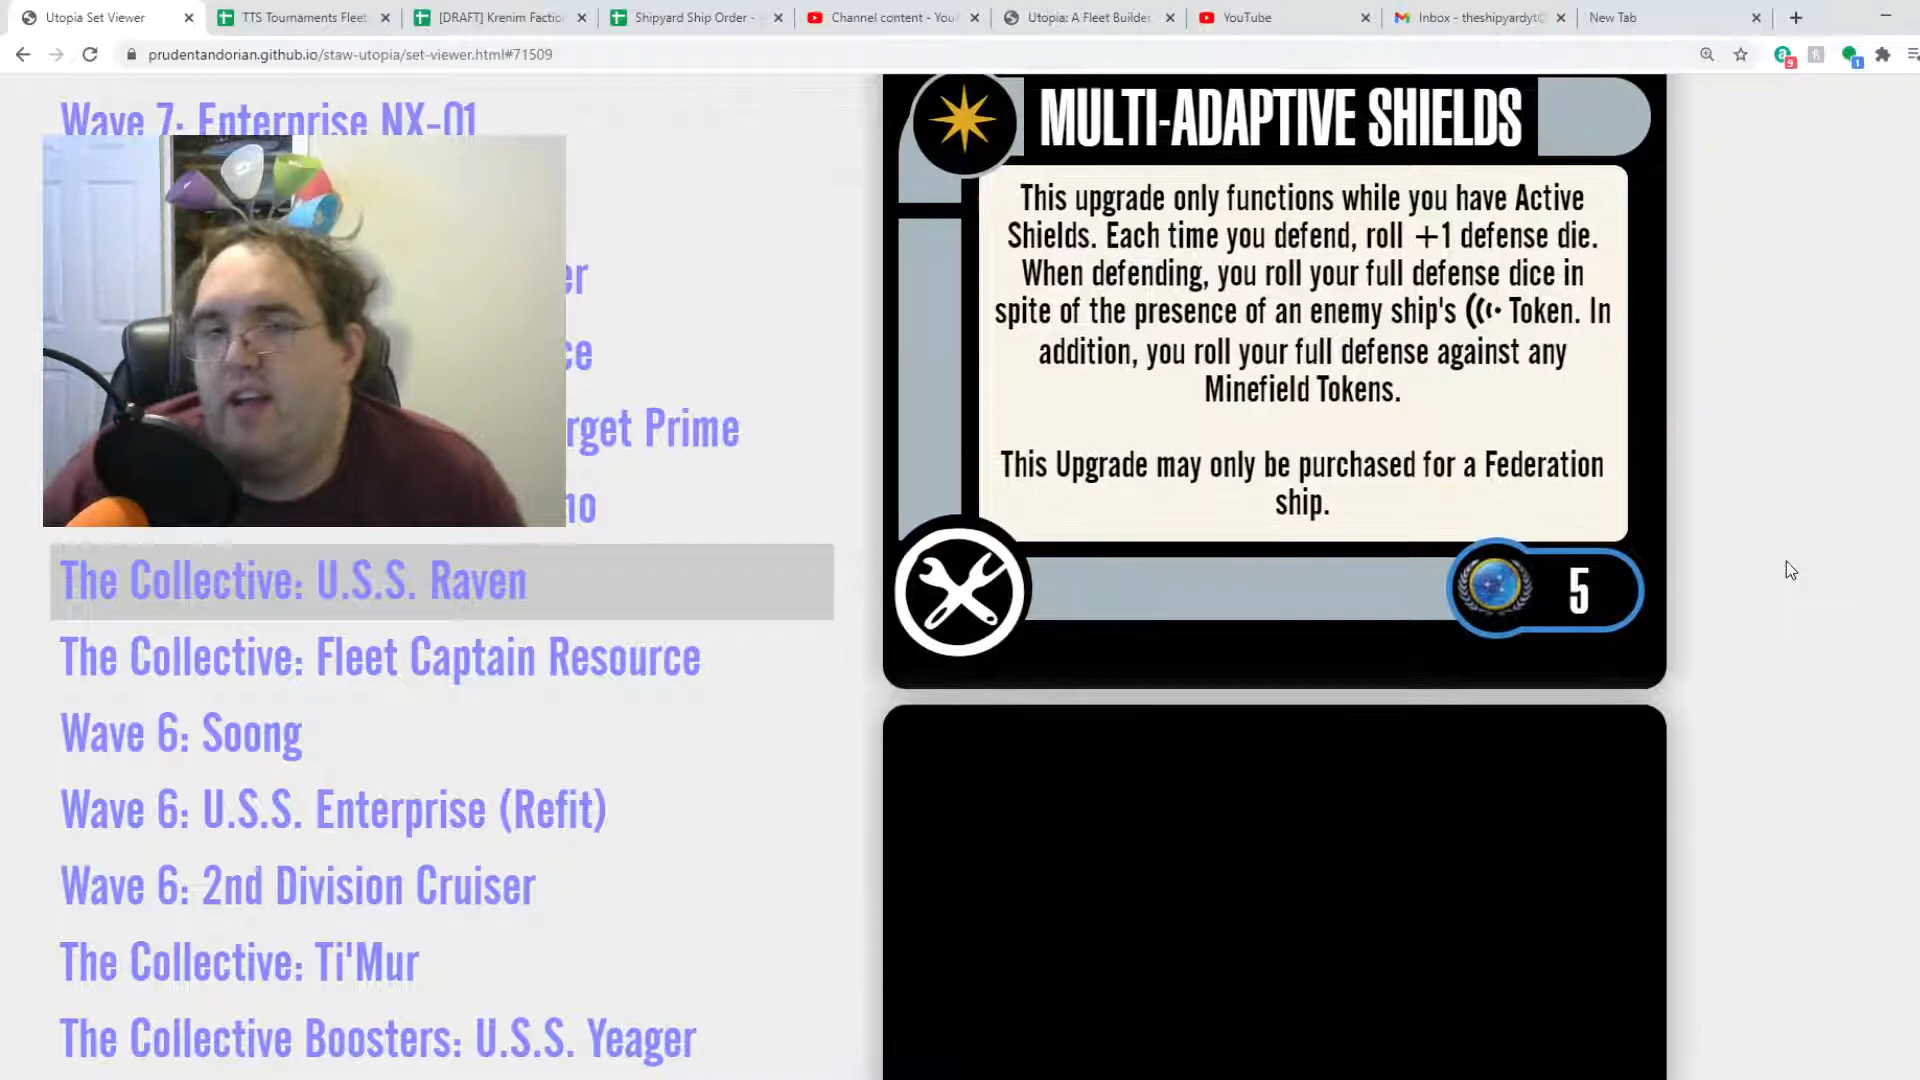 Utopia Set Viewer
TTS Tournaments Fleet
[DRAFT] Krenim Factio
Shipyard Ship Order -
Channel content - You
Utopia: A Fleet Builder
YouTube
Inbox - theshipyardyt@
New Tab
prudentandorian.github.io/staw-utopia/set-viewer.html#71509
9
1
Wave 7: Enterprise NX-01
er
ce
rget Prime
no
The Collective: U.S.S. Raven
The Collective: Fleet Captain Resource
Wave 6: Soong
Wave 6: U.S.S. Enterprise (Refit)
Wave 6: 2nd Division Cruiser
The Collective: Ti'Mur
The Collective Boosters: U.S.S. Yeager
MULTI-ADAPTIVE SHIELDS
This upgrade only functions while you have Active
Shields. Each time you defend, roll +1 defense die.
When defending, you roll your full defense dice in
spite of the presence of an enemy ship's Token. In
addition, you roll your full defense against any
Minefield Tokens.
This Upgrade may only be purchased for a Federation
ship.
5